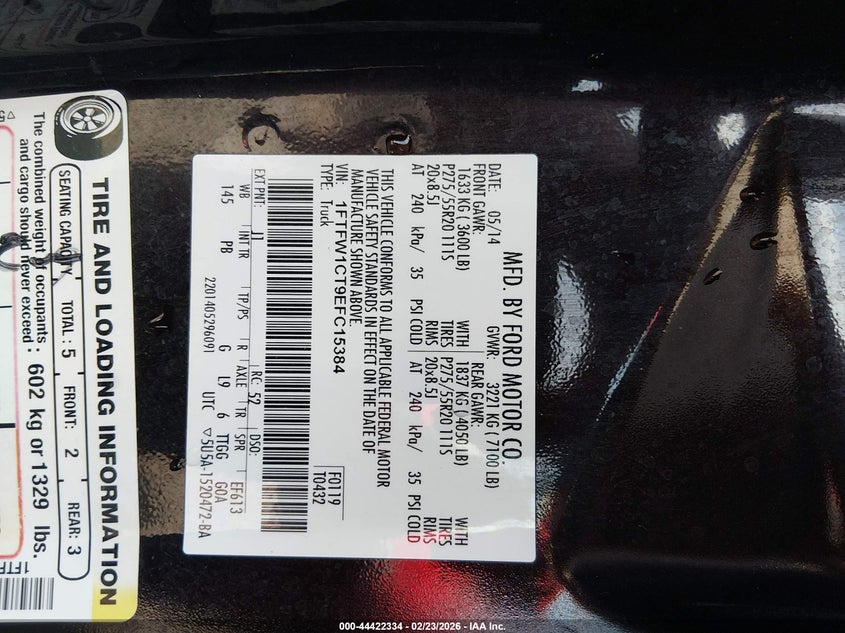 MFD. BY FORD MOTOR CO.
DATE: 05/14 GVWR: 3221 KG ( 7100 LB)
FRONT GAWR: REAR GAWR:
1633 KG ( 3600 LB) WITH 1837 KG ( 4050 LB) WITH
P275/55R20 111S TIRES P275/55R20 111S TIRES
20x8.5J RIMS 20x8.5J RIMS
AT 240 kPa/ 35 PSI COLD AT 240 kPa/ 35 PSI COLD
THIS VEHICLE CONFORMS TO ALL APPLICABLE FEDERAL MOTOR
VEHICLE SAFETY STANDARDS IN EFFECT ON THE DATE OF
MANUFACTURE SHOWN ABOVE.
VIN: 1FTFW1CT9EFC15384
TYPE: Truck
F0119
T0432
EXT PNT: J1 RC: 52 DSO:
WB INT TR TP/PS R AXLE TR SPR EF613
145 PB G L9 6 TTGG GOA
2201405296091 UTC ▽5U5A-1520472-BA
TIRE AND LOADING INFORMATION
SEATING CAPACITY TOTAL: 5 FRONT: 2 REAR: 3
The combined weight of occupants
and cargo should never exceed : 602 kg or 1329 lbs.
000-44422334 - 02/23/2026 - IAA Inc.